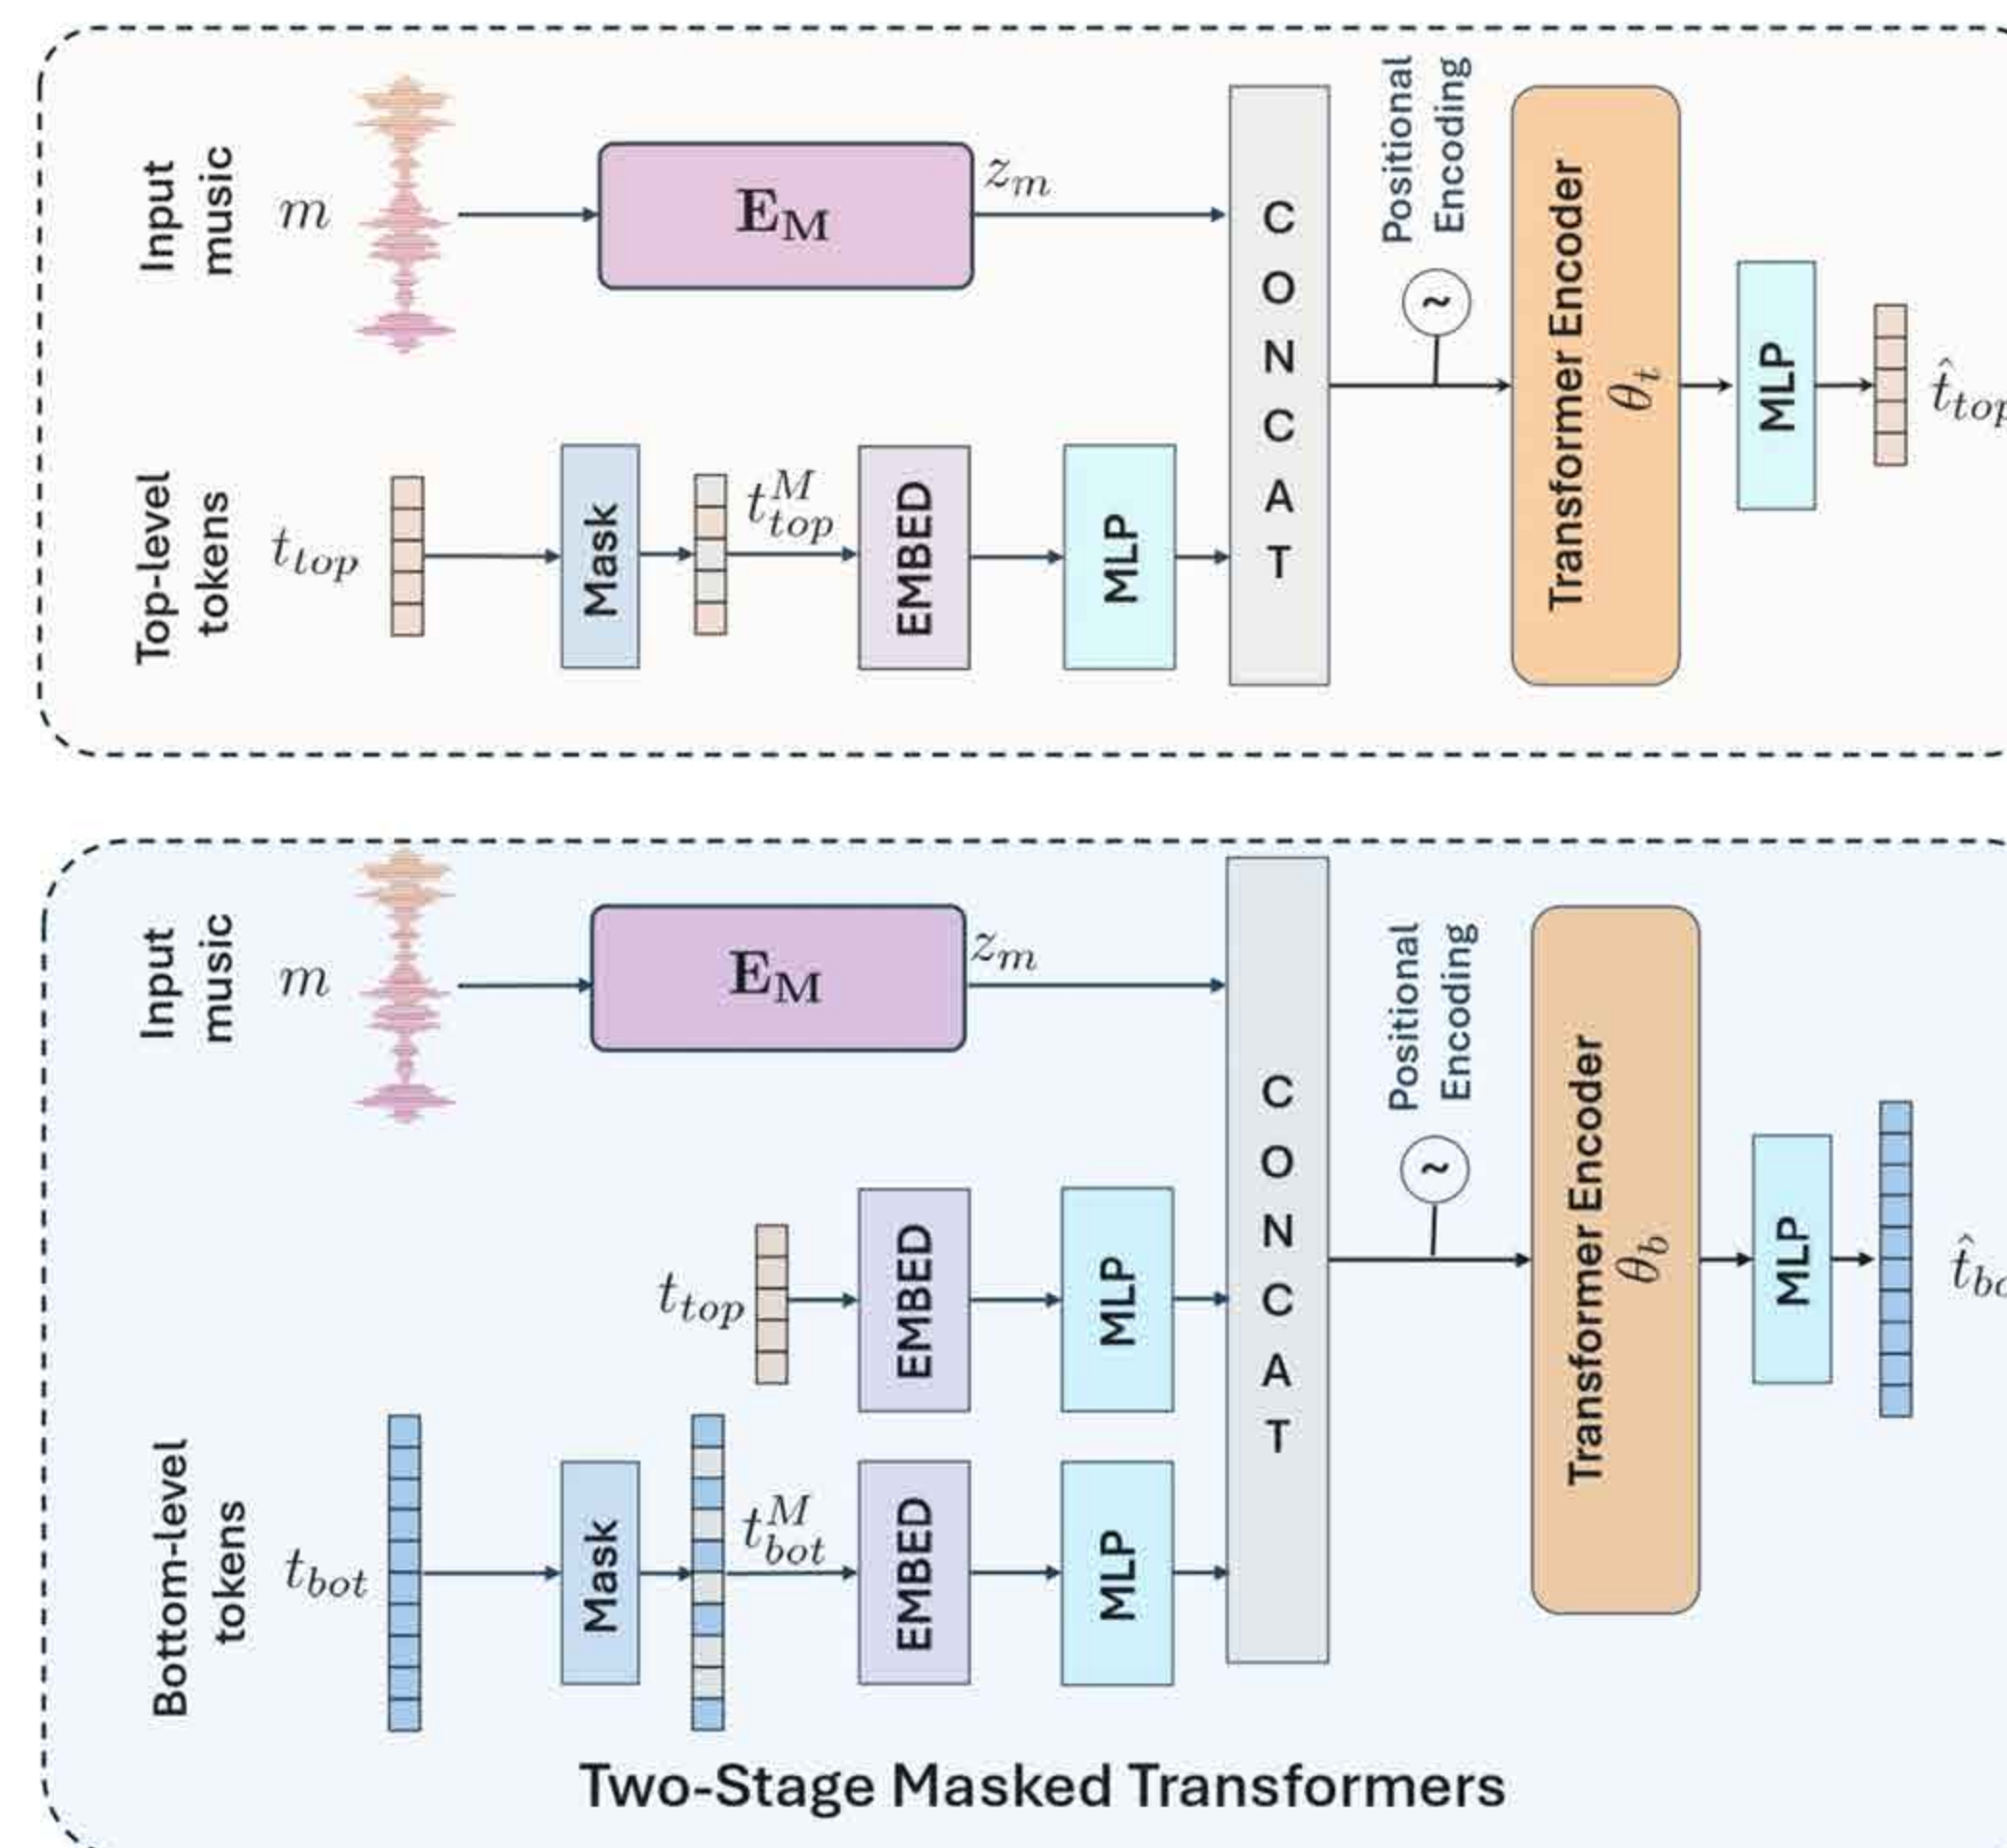 Input
music
m
E_M
z_m
C
O
N
C
A
T
Positional
Encoding
~
Transformer Encoder
θ_t
MLP
t̂_top
Top-level
tokens
t_top
Mask
t_top^M
EMBED
MLP
Input
music
m
E_M
z_m
C
O
N
C
A
T
Positional
Encoding
~
Transformer Encoder
θ_b
MLP
t_top
EMBED
MLP
Bottom-level
tokens
t_bot
Mask
t_bot^M
EMBED
MLP
Two-Stage Masked Transformers